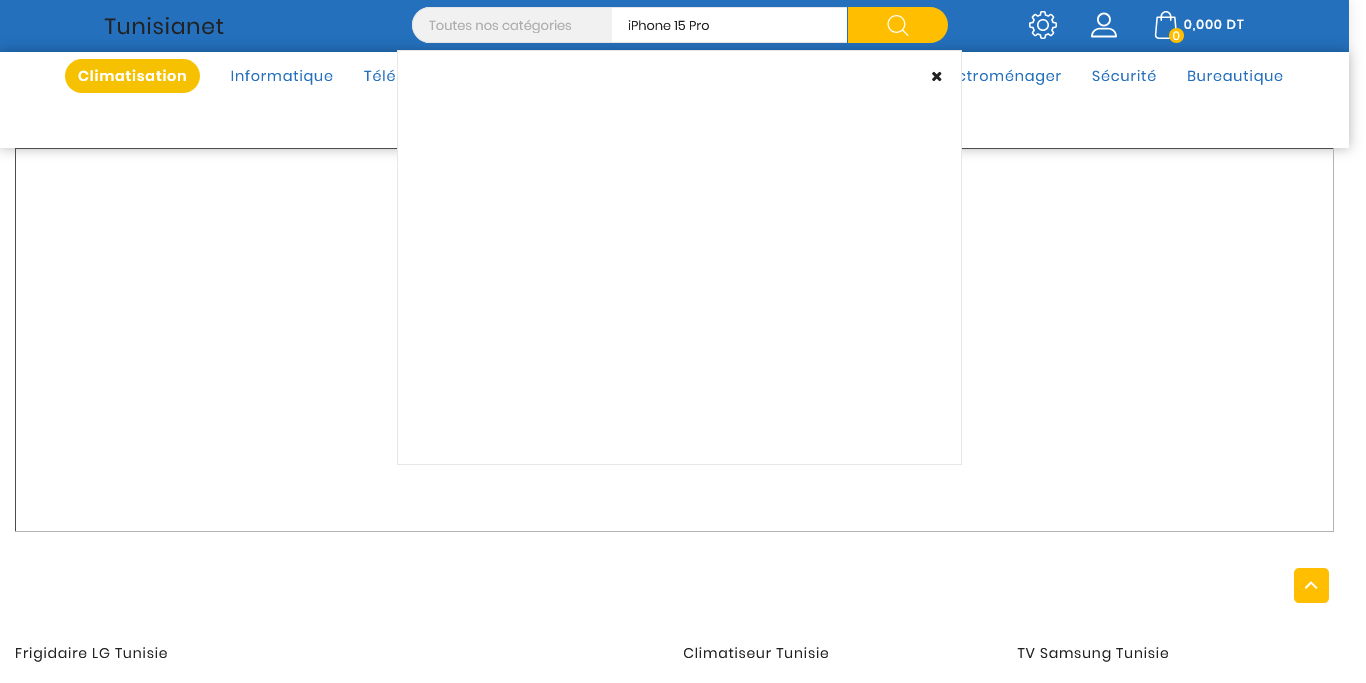 Tunisianet
Toutes nos catégories
iPhone 15 Pro
0
0,000 DT
Climatisation
Informatique
Télé
ctroménager
Sécurité
Bureautique
Frigidaire LG Tunisie
Climatiseur Tunisie
TV Samsung Tunisie